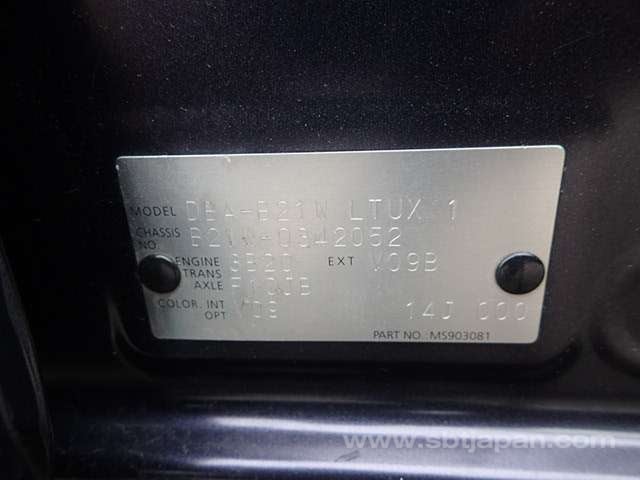 MODEL DBA-B21W LTUX 1
CHASSIS NO. B21W-0342052
ENGINE 3B20 EXT V09B
TRANS AXLE
COLOR. INT OPT 14J 000
PART NO.: MS903081
www.sbtjapan.com